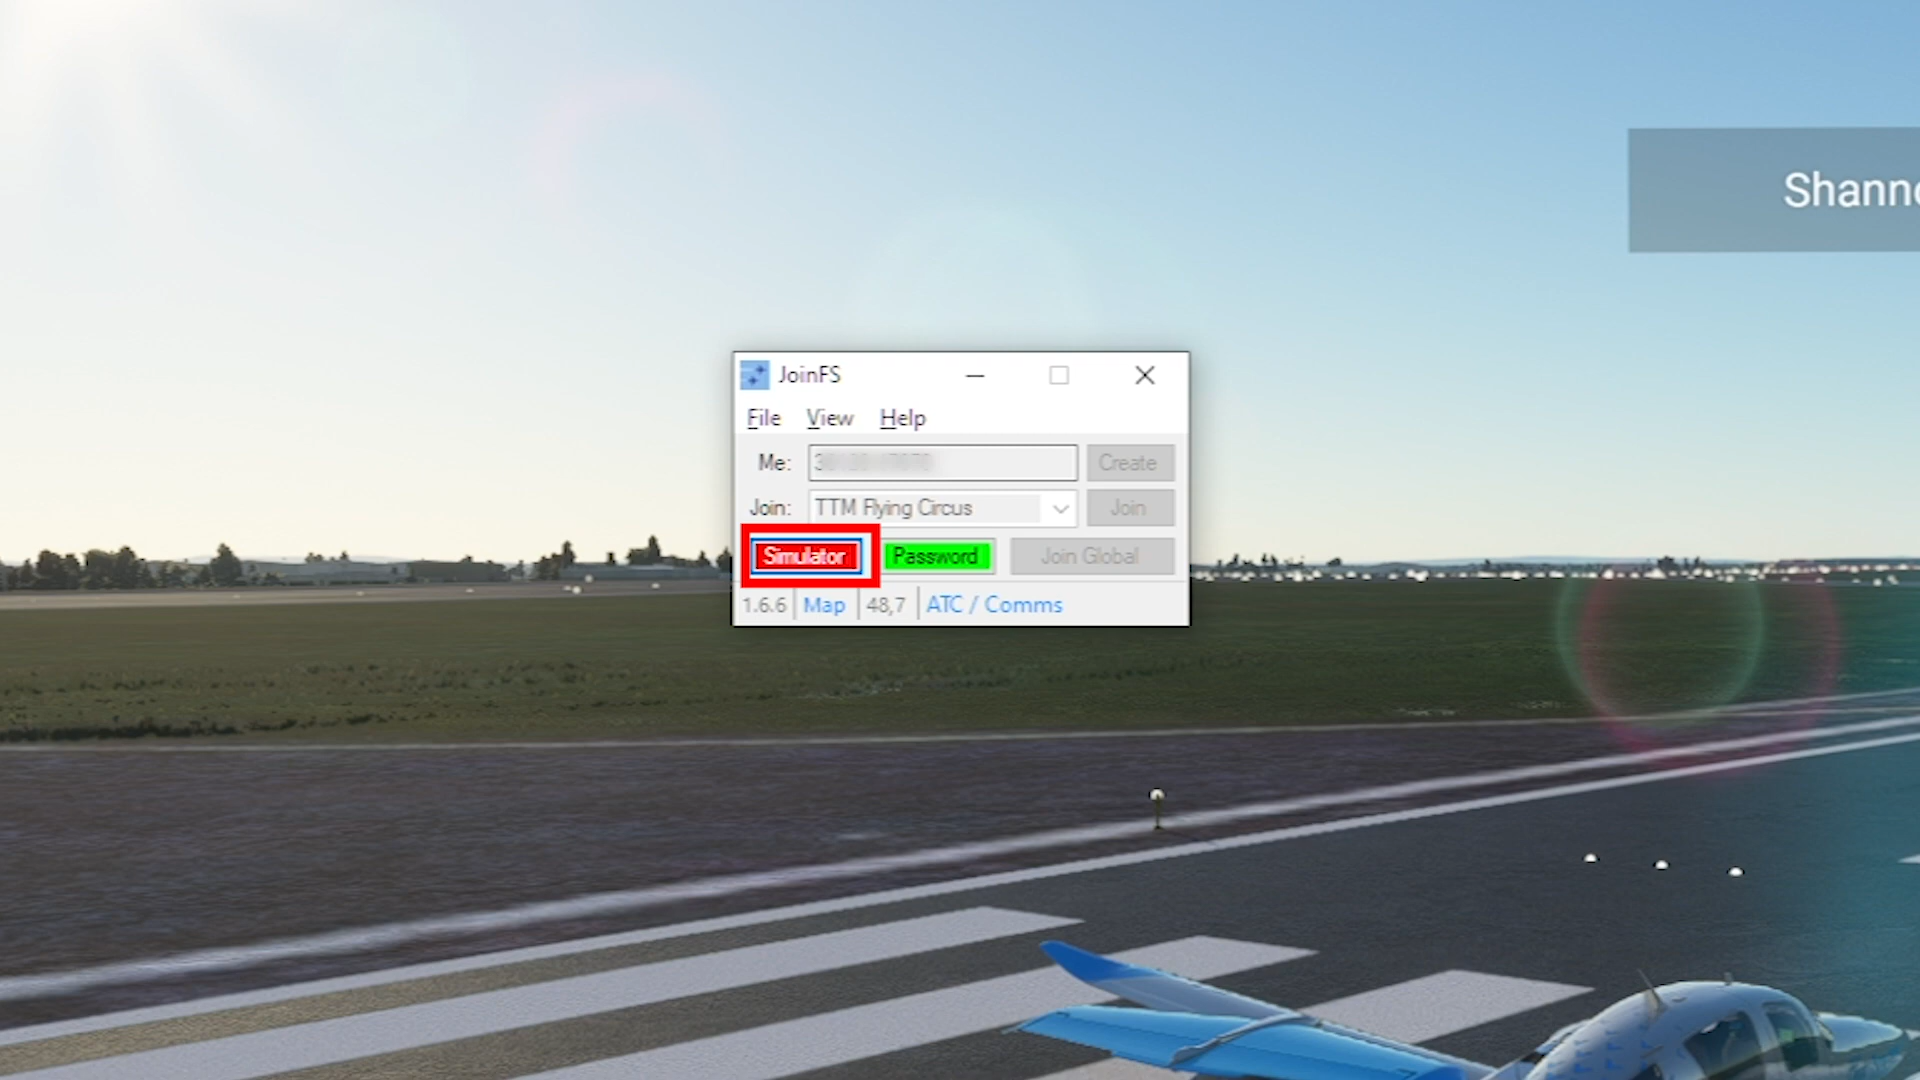 JoinFS
File View Help
Me: Create
Join: TTM Flying Circus Join
Simulator Password Join Global
1.6.6 Map 48,7 ATC / Comms